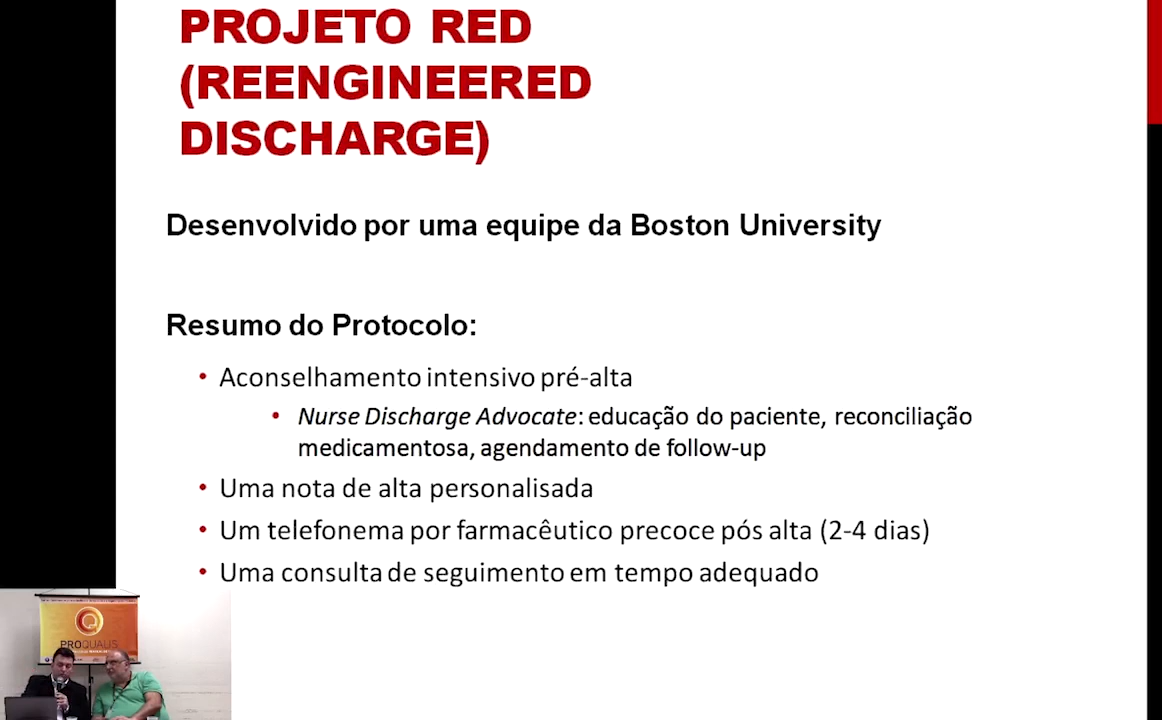 PROJETO RED
(REENGINEERED
DISCHARGE)
Desenvolvido por uma equipe da Boston University
Resumo do Protocolo:
• Aconselhamento intensivo pré-alta
• Nurse Discharge Advocate: educação do paciente, reconciliação
medicamentosa, agendamento de follow-up
• Uma nota de alta personalisada
• Um telefonema por farmacêutico precoce pós alta (2-4 dias)
• Uma consulta de seguimento em tempo adequado
PROQUALIS